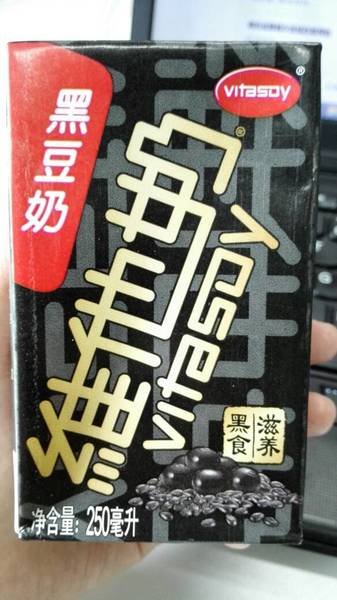 vitasoy®
黑豆奶
維他奶®
vitasoy
黑食
滋养
净含量: 250毫升